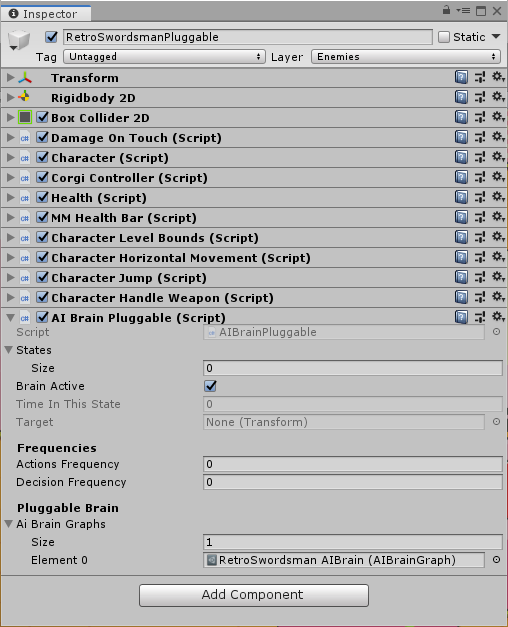 Inspector
RetroSwordsmanPluggable Static
Tag Untagged Layer Enemies
Transform
Rigidbody 2D
Box Collider 2D
Damage On Touch (Script)
Character (Script)
Corgi Controller (Script)
Health (Script)
MM Health Bar (Script)
Character Level Bounds (Script)
Character Horizontal Movement (Script)
Character Jump (Script)
Character Handle Weapon (Script)
AI Brain Pluggable (Script)
Script AIBrainPluggable
States
Size 0
Brain Active
Time In This State 0
Target None (Transform)
Frequencies
Actions Frequency 0
Decision Frequency 0
Pluggable Brain
Ai Brain Graphs
Size 1
Element 0 RetroSwordsman AIBrain (AIBrainGraph)
Add Component